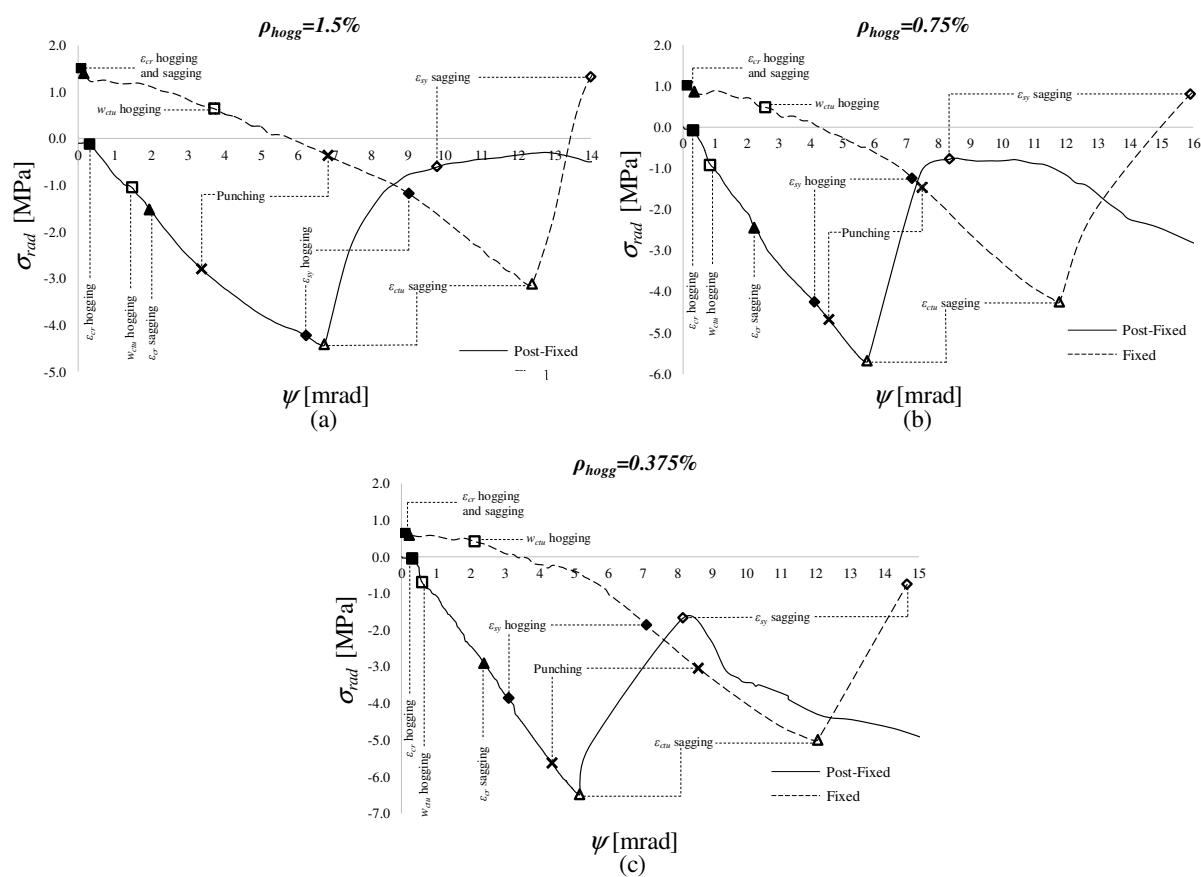 ρhogg=1.5%
2.0
1.0
0.0
-1.0
-2.0
-3.0
-4.0
-5.0
0 1 2 3 4 5 6 7 8 9 10 11 12 13 14
σrad [MPa]
εcr hogging
and sagging
wctu hogging
εsy sagging
Punching
εsy hogging
εctu sagging
εcr hogging
wctu hogging
εcr sagging
Post-Fixed
ψ [mrad]
(a)
ρhogg=0.75%
2.0
1.0
0.0
-1.0
-2.0
-3.0
-4.0
-5.0
-6.0
0 1 2 3 4 5 6 7 8 9 10 11 12 13 14 15 16
σrad [MPa]
εcr hogging
and sagging
wctu hogging
εsy sagging
εsy hogging
Punching
εctu sagging
εcr hogging
wctu hogging
εcr sagging
Post-Fixed
Fixed
ψ [mrad]
(b)
ρhogg=0.375%
2.0
1.0
0.0
-1.0
-2.0
-3.0
-4.0
-5.0
-6.0
-7.0
0 1 2 3 4 5 6 7 8 9 10 11 12 13 14 15
σrad [MPa]
εcr hogging
and sagging
wctu hogging
εsy hogging
εsy sagging
Punching
εctu sagging
εcr hogging
wctu hogging
εcr sagging
Post-Fixed
Fixed
ψ [mrad]
(c)